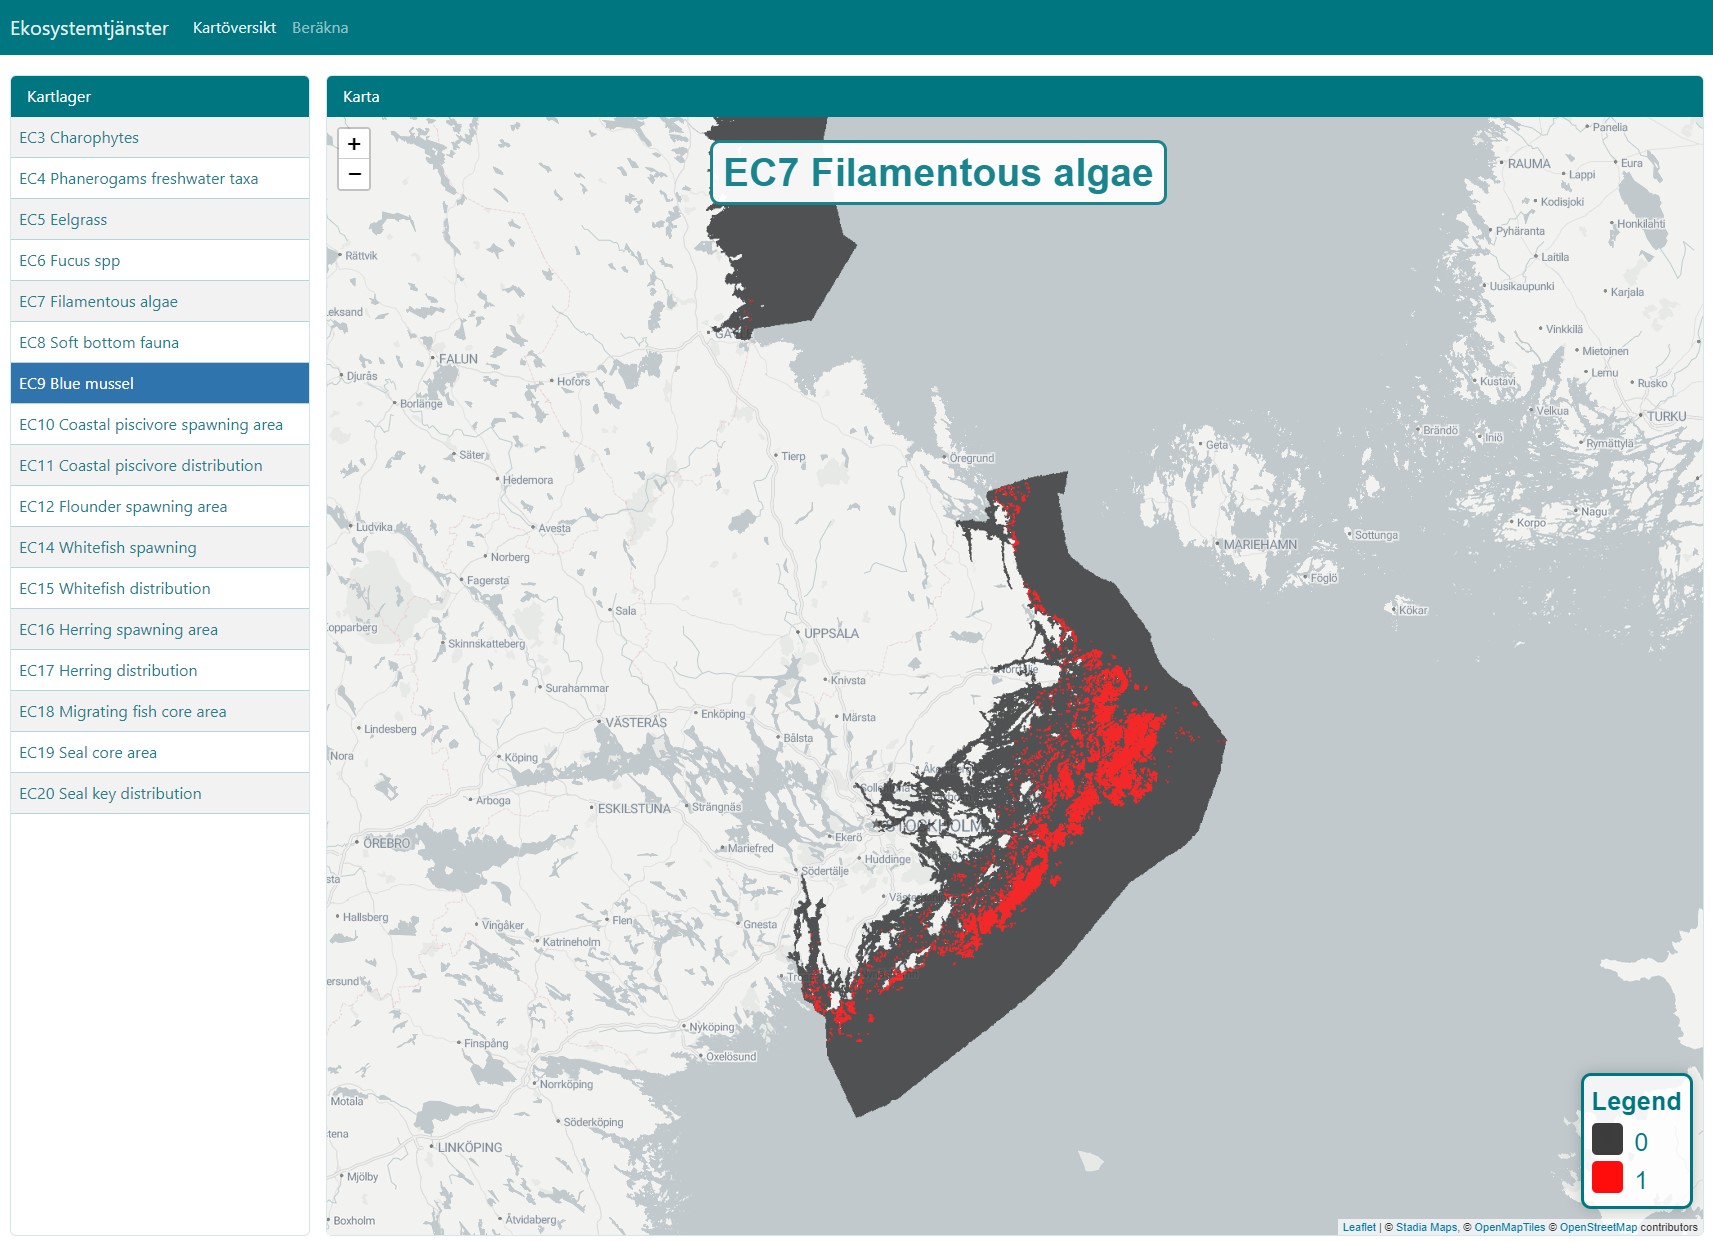 Ekosystemtjänster Kartöversikt Beräkna
Kartlager
EC3 Charophytes
EC4 Phanerogams freshwater taxa
EC5 Eelgrass
EC6 Fucus spp
EC7 Filamentous algae
EC8 Soft bottom fauna
EC9 Blue mussel
EC10 Coastal piscivore spawning area
EC11 Coastal piscivore distribution
EC12 Flounder spawning area
EC14 Whitefish spawning
EC15 Whitefish distribution
EC16 Herring spawning area
EC17 Herring distribution
EC18 Migrating fish core area
EC19 Seal core area
EC20 Seal key distribution
Karta
+
−
EC7 Filamentous algae
Panelia
RAUMA
Eura
Lappi
Kodisjoki
Honkilahti
Pyhäranta
Rättvik
Laitila
Uusikaupunki
Karjala
eksand
Vinkkilä
Mietoinen
FALUN
Lemu
Djurås
Hofors
Kustavi
Rusko
Borlänge
Velkua
TURKU
Geta
Brändö
Iniö
Rymättylä
Säter
Tierp
Öregrund
Hedemora
Nagu
Ludvika
Avesta
Korpo
Sottunga
MARIEHAMN
Norberg
Fagersta
Föglö
Sala
Kökar
opparberg
UPPSALA
Skinnskatteberg
Knivsta
Surahammar
Enköping
Märsta
Lindesberg
VÄSTERÅS
Bålsta
Nora
Köping
Arboga
ESKILSTUNA
Strängnäs
STOCKHOLM
Ekerö
ÖREBRO
Mariefred
Huddinge
Södertälje
sta
Hallsberg
Vingåker
Flen
Gnesta
Katrineholm
ersund
Nyköping
Finspång
Oxelösund
Norrköping
Motala
Söderköping
tena
LINKÖPING
Mjölby
Boxholm
Åtvidaberg
Legend
0
1
Leaflet | © Stadia Maps, © OpenMapTiles © OpenStreetMap contributors